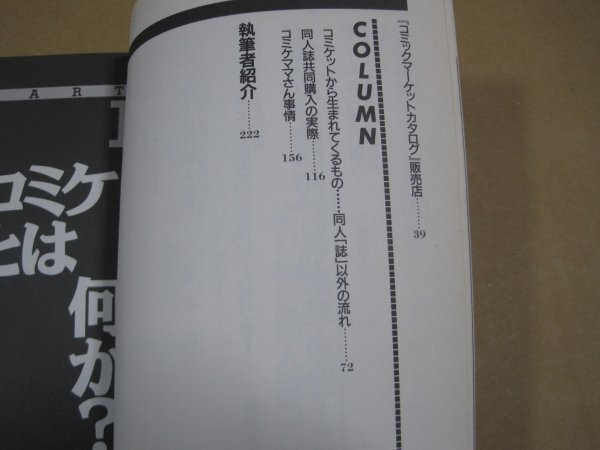 『コミックマーケットカタログ』販売店………39
COLUMN
コミケットから生まれてくるもの……同人「誌」以外の流れ………72
同人誌共同購入の実際………116
コミケママさん事情………156
執筆者紹介………222
ART
コミケ
とは
何か?